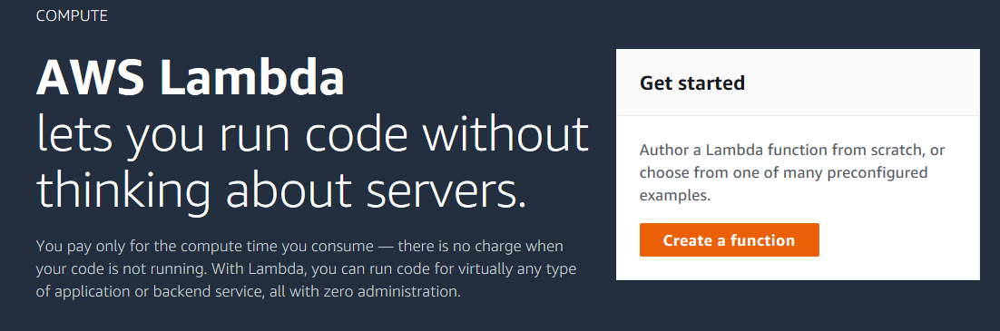 COMPUTE
AWS Lambda
lets you run code without
thinking about servers.
You pay only for the compute time you consume — there is no charge when
your code is not running. With Lambda, you can run code for virtually any type
of application or backend service, all with zero administration.
Get started
Author a Lambda function from scratch, or
choose from one of many preconfigured
examples.
Create a function